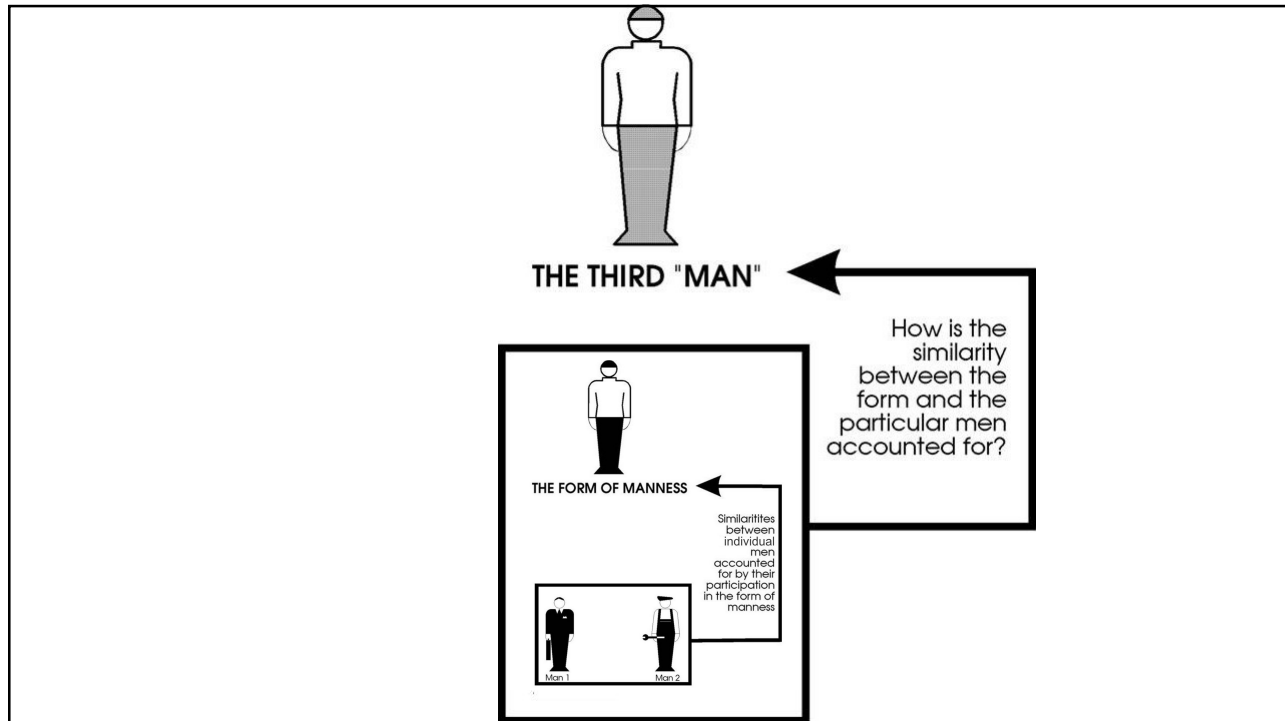 THE THIRD "MAN"
How is the
similarity
between the
form and the
particular men
accounted for?
THE FORM OF MANNESS
Similaritites
between
individual
men
accounted
for by their
participation
in the form of
manness
Man 1
Man 2